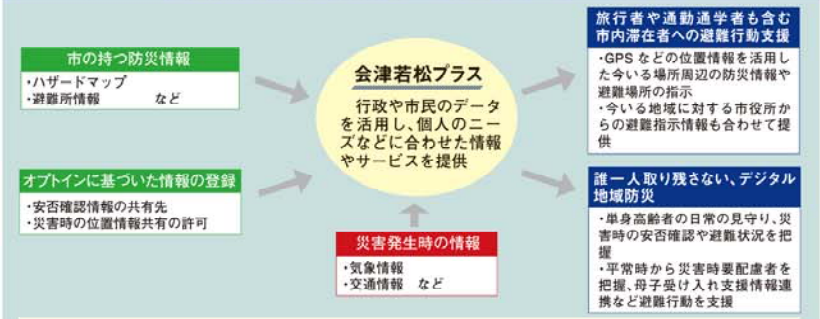 市の持つ防災情報
・ハザードマップ
・避難所情報　　など
オプトインに基づいた情報の登録
・安否確認情報の共有先
・災害時の位置情報共有の許可
会津若松プラス
行政や市民のデータ
を活用し、個人のニー
ズなどに合わせた情報
やサービスを提供
災害発生時の情報
・気象情報
・交通情報　など
旅行者や通勤通学者も含む
市内滞在者への避難行動支援
・GPSなどの位置情報を活用し
た今いる場所周辺の防災情報や
避難場所の指示
・今いる地域に対する市役所か
らの避難指示情報も合わせて提
供
誰一人取り残さない、デジタル
地域防災
・単身高齢者の日常の見守り、災
害時の安否確認や避難状況を把
握
・平常時から災害時要配慮者を
把握、母子受け入れ支援情報連
携など避難行動を支援